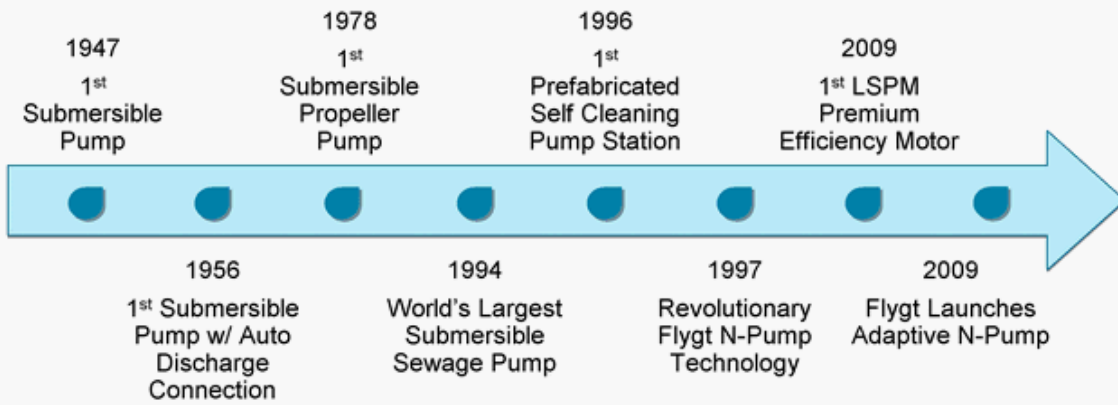 1947
1st
Submersible
Pump
1956
1st Submersible
Pump w/ Auto
Discharge
Connection
1978
1st
Submersible
Propeller
Pump
1994
World's Largest
Submersible
Sewage Pump
1996
1st
Prefabricated
Self Cleaning
Pump Station
1997
Revolutionary
Flygt N-Pump
Technology
2009
1st LSPM
Premium
Efficiency Motor
2009
Flygt Launches
Adaptive N-Pump